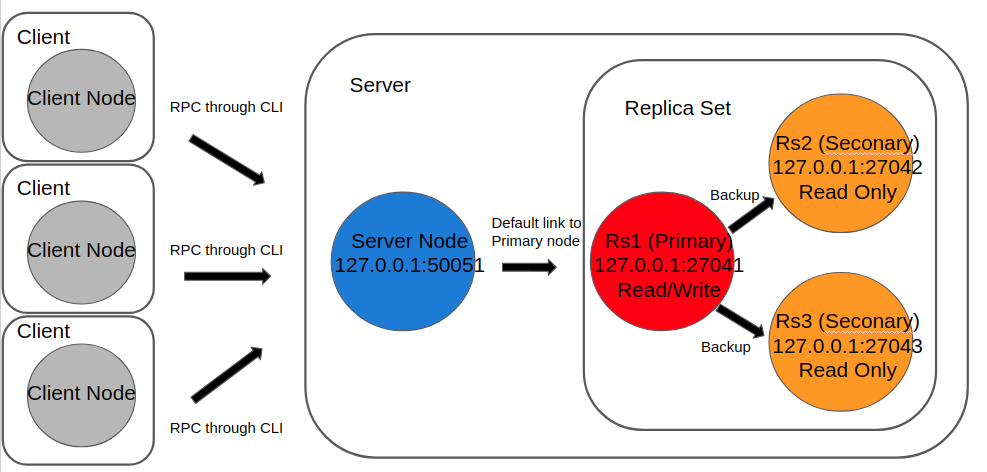 Client
Client Node
RPC through CLI
Client
Client Node
RPC through CLI
Client
Client Node
RPC through CLI
Server
Server Node
127.0.0.1:50051
Default link to
Primary node
Replica Set
Rs1 (Primary)
127.0.0.1:27041
Read/Write
Backup
Rs2 (Seconary)
127.0.0.1:27042
Read Only
Backup
Rs3 (Seconary)
127.0.0.1:27043
Read Only